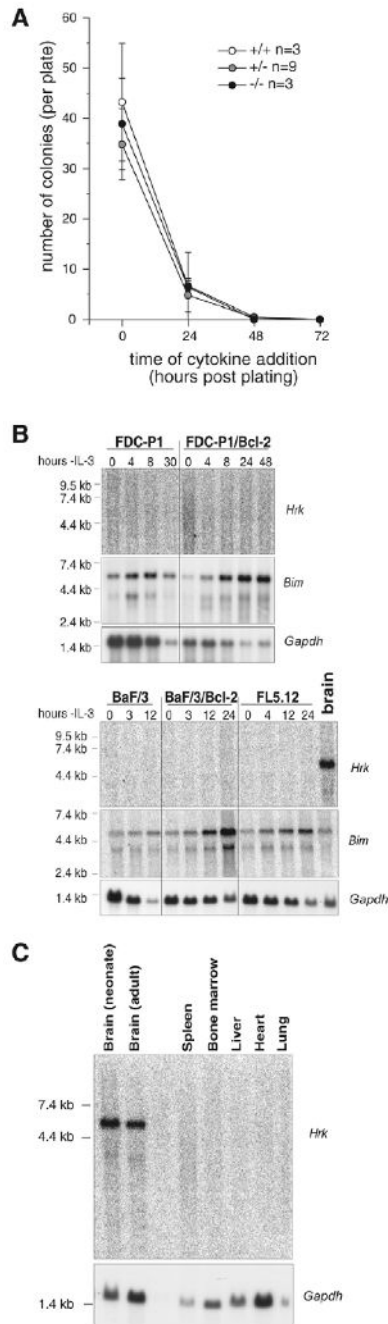 A
60
+/+ n=3
+/- n=9
-/- n=3
50
40
30
20
10
0
number of colonies (per plate)
0 24 48 72
time of cytokine addition
(hours post plating)
B
FDC-P1 FDC-P1/Bcl-2
hours -IL-3 0 4 8 30 0 4 8 24 48
9.5 kb
7.4 kb
4.4 kb
Hrk
7.4 kb
4.4 kb
2.4 kb
Bim
1.4 kb
Gapdh
BaF/3 BaF/3/Bcl-2 FL5.12 brain
hours -IL-3 0 3 12 0 3 12 24 0 4 12 24
9.5 kb
7.4 kb
4.4 kb
Hrk
7.4 kb
4.4 kb
2.4 kb
Bim
1.4 kb
Gapdh
C
Brain (neonate) Brain (adult) Spleen Bone marrow Liver Heart Lung
7.4 kb
4.4 kb
Hrk
1.4 kb
Gapdh